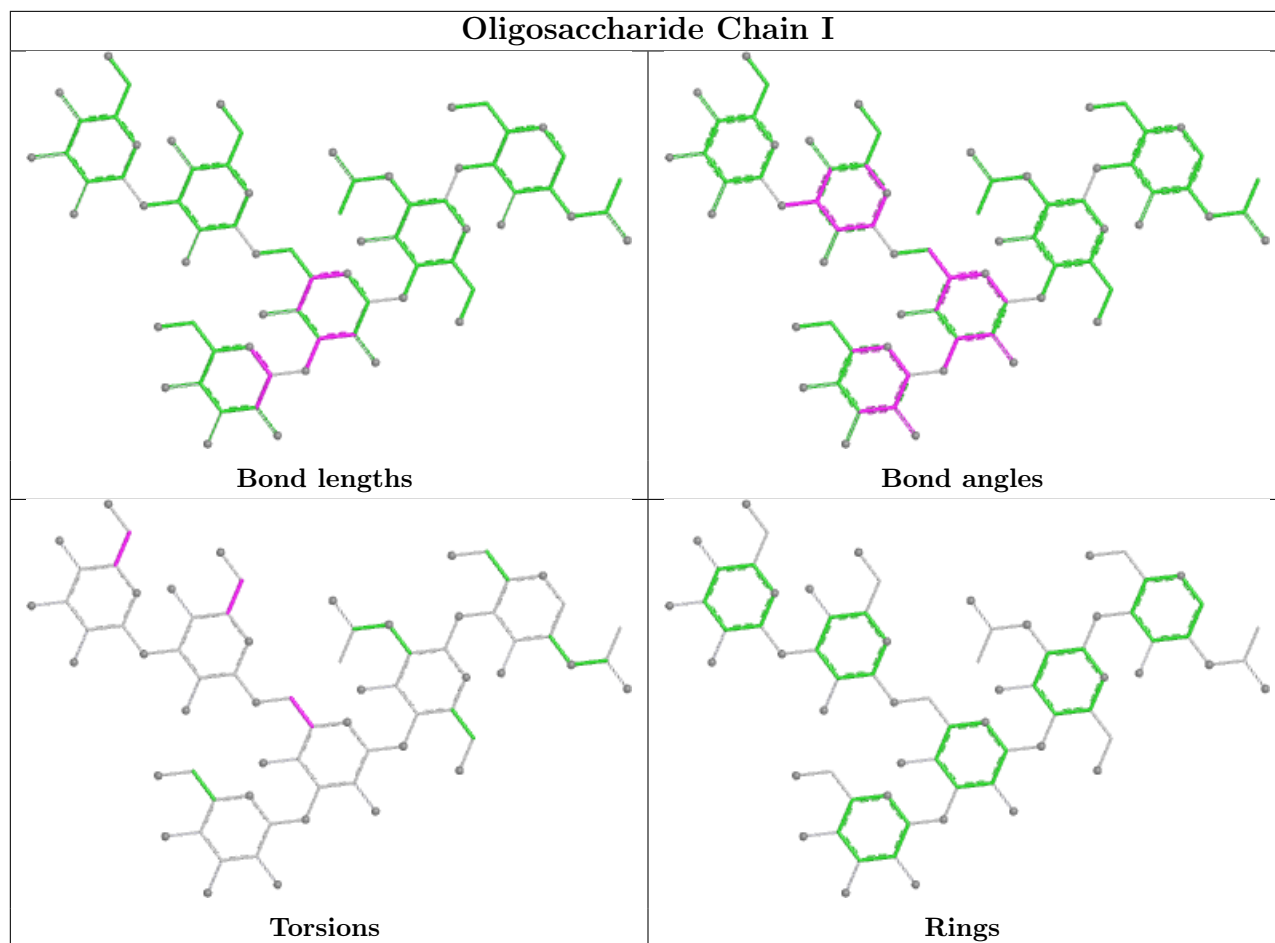 Oligosaccharide Chain I
Bond lengths
Bond angles
Torsions
Rings